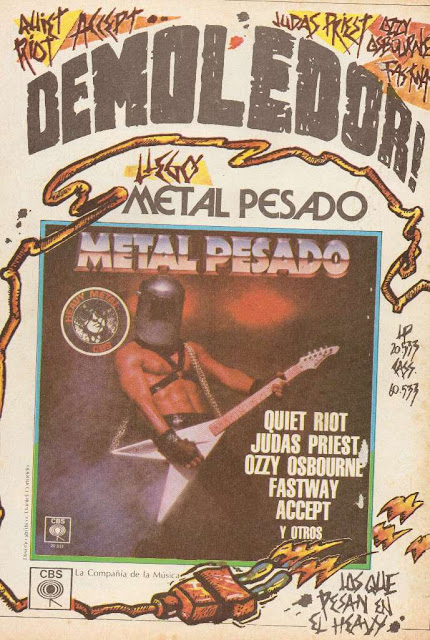 QUIET
RIOT
ACCEPT
JUDAS PRIEST
OZZY
OSBOURNE
FASTWAY
DEMOLEDOR!
LLEGO
METAL PESADO
METAL PESADO
HEAVY METAL
CBS
LP
20.533
CASS.
60.533
QUIET RIOT
JUDAS PRIEST
OZZY OSBOURNE
FASTWAY
ACCEPT
Y OTROS
CBS
CBS
La Compañía de la Música
LOS QUE
PESAN EN
EL HEAVY